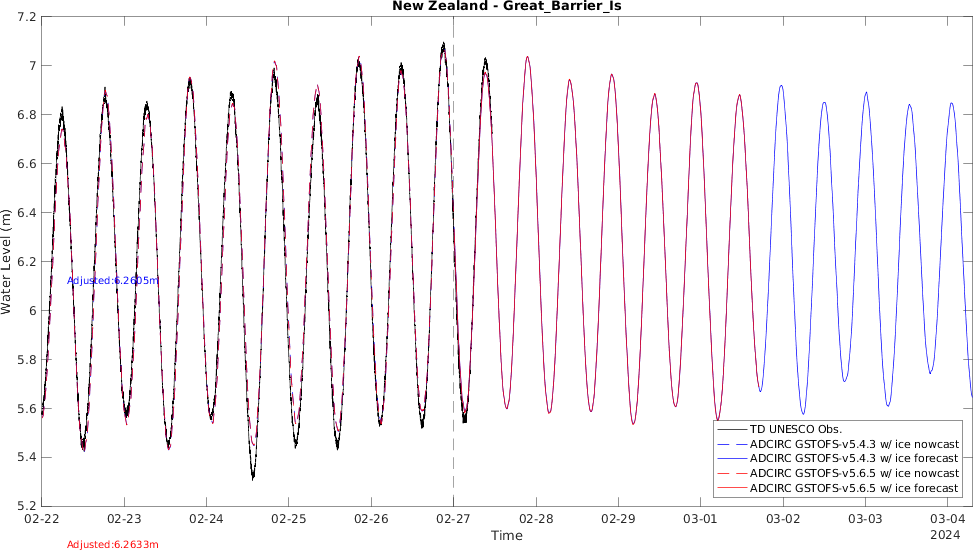 New Zealand - Great_Barrier_Is
7.2
7
6.8
6.6
6.4
6.2
6
5.8
5.6
5.4
5.2
Water Level (m)
Adjusted:6.2605m
TD UNESCO Obs.
ADCIRC GSTOFS-v5.4.3 w/ ice nowcast
ADCIRC GSTOFS-v5.4.3 w/ ice forecast
ADCIRC GSTOFS-v5.6.5 w/ ice nowcast
ADCIRC GSTOFS-v5.6.5 w/ ice forecast
02-22 02-23 02-24 02-25 02-26 02-27 02-28 02-29 03-01 03-02 03-03 03-04
2024
Time
Adjusted:6.2633m